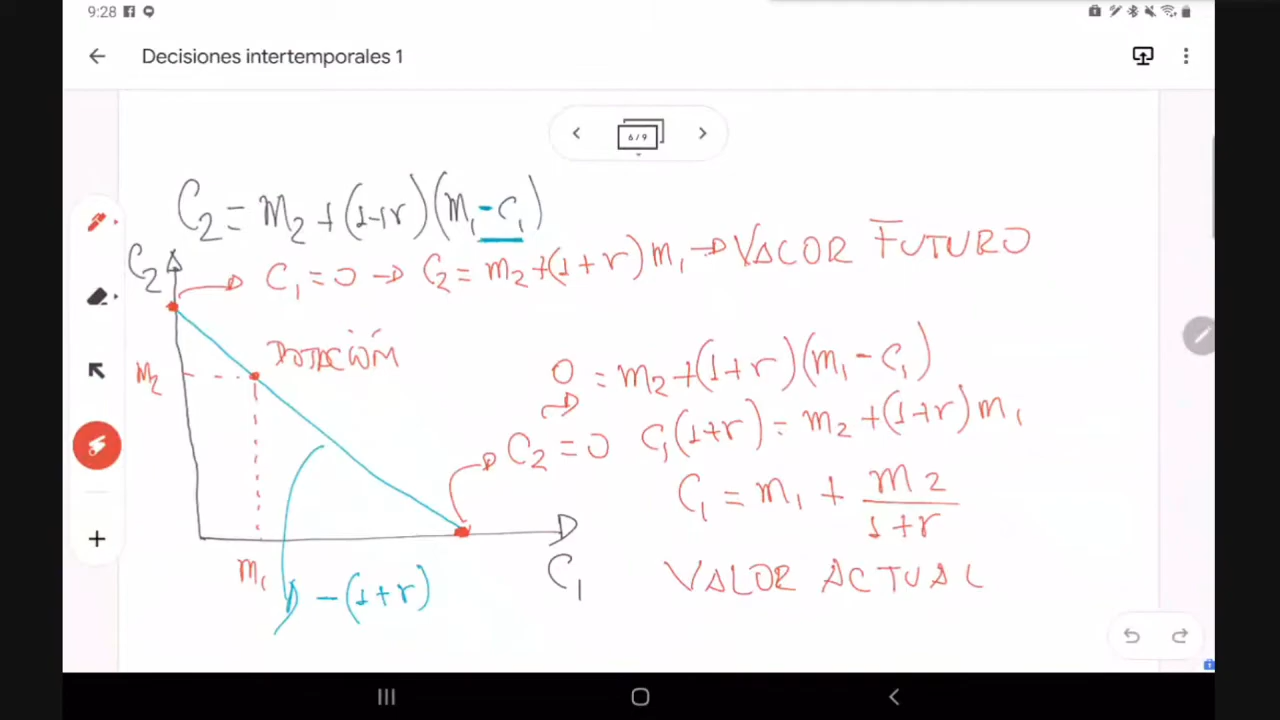 9:28
Decisiones intertemporales 1
6/9
C₂ = m₂ + (1+r)(m₁ - C₁)
C₂
C₁ = 0 → C₂ = m₂ + (1+r) m₁ → VALOR FUTURO
DOTACIÓN
m₂
0 = m₂ + (1+r)(m₁ - C₁)
C₂ = 0 C₁(1+r) = m₂ + (1+r) m₁
C₁ = m₁ + m₂ / 1+r
m₁
C₁
-(1+r)
VALOR ACTUAL